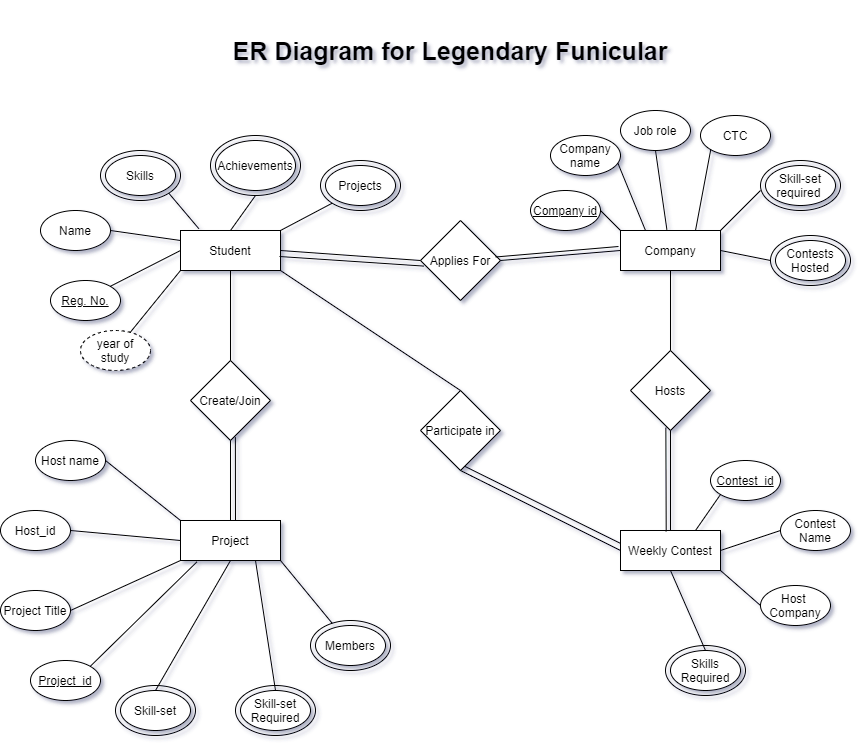 ER Diagram for Legendary Funicular
Job role
CTC
Company
name
Skills
Achievements
Projects
Skill-set
required
Company id
Name
Student
Applies For
Company
Contests
Hosted
Reg. No.
year of
study
Create/Join
Hosts
Participate in
Host name
Contest_id
Host_id
Project
Weekly Contest
Contest
Name
Project Title
Host
Company
Members
Skills
Required
Project_id
Skill-set
Skill-set
Required